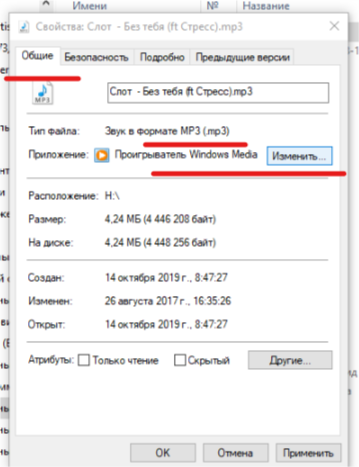 Имени
№
Название
Свойства: Слот - Без тебя (ft Стресс).mp3
Общие
Безопасность
Подробно
Предыдущие версии
MP3
Слот - Без тебя (ft Стресс).mp3
Тип файла: Звук в формате MP3 (.mp3)
Приложение: Проигрыватель Windows Media Изменить...
Расположение: H:\
Размер: 4,24 МБ (4 446 208 байт)
На диске: 4,24 МБ (4 448 256 байт)
Создан: 14 октября 2019 г., 8:47:27
Изменен: 26 августа 2017 г., 16:35:26
Открыт: 14 октября 2019 г., 8:47:27
Атрибуты: Только чтение Скрытый Другие...
OK Отмена Применить